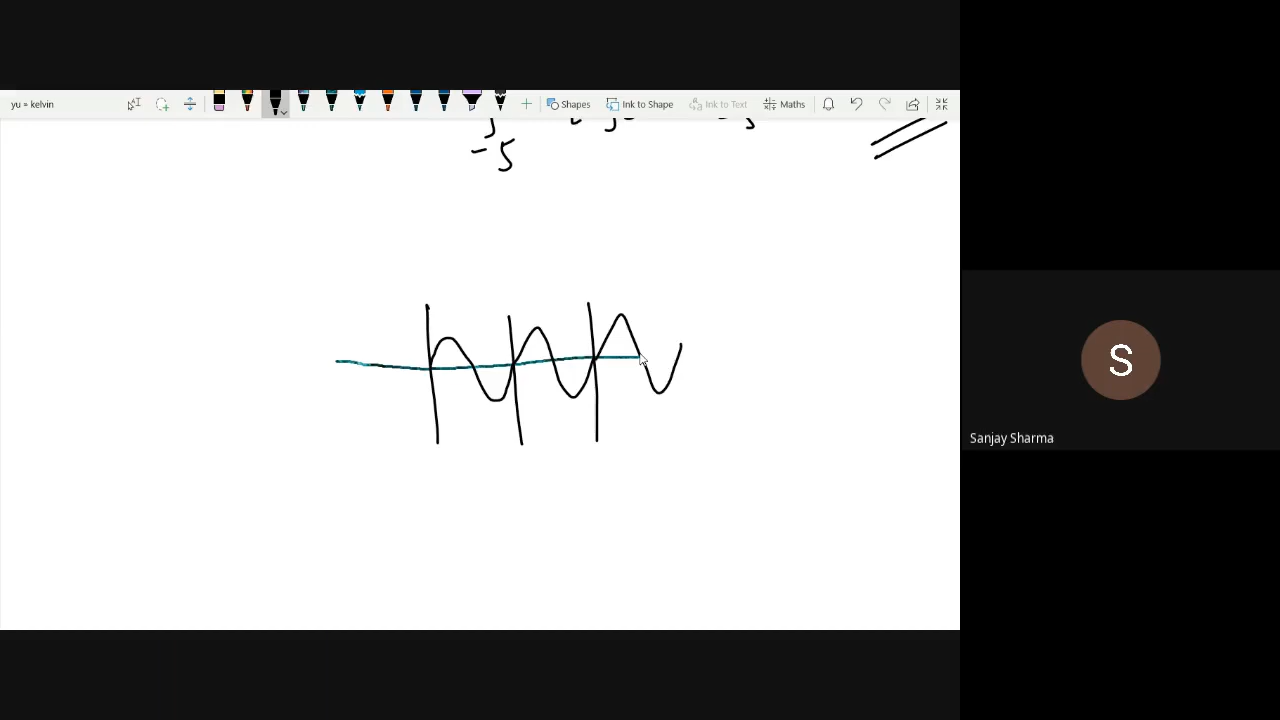 yu » kelvin Shapes Ink to Shape Ink to Text Maths
-5
S
Sanjay Sharma